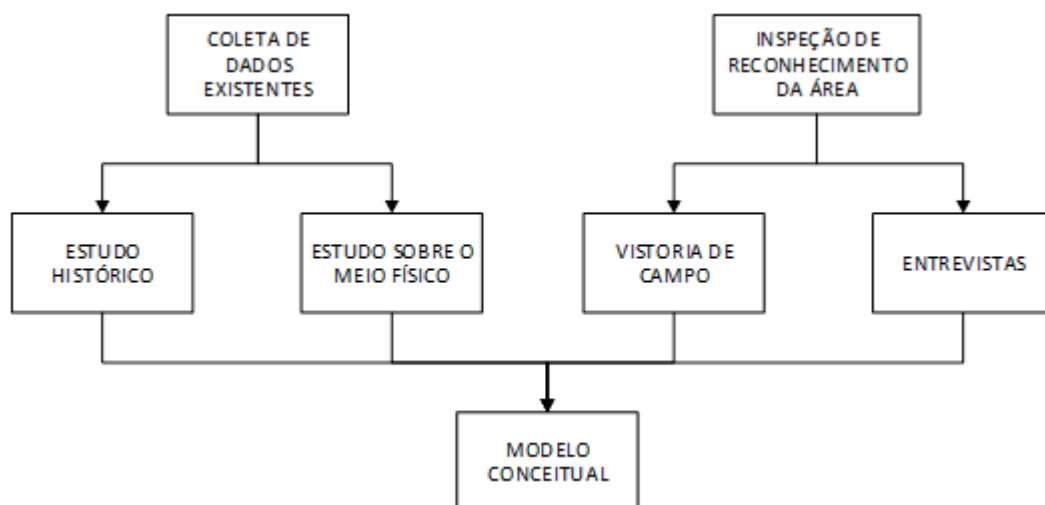 COLETA DE
DADOS
EXISTENTES
INSPEÇÃO DE
RECONHECIMENTO
DA ÁREA
ESTUDO
HISTÓRICO
ESTUDO SOBRE O
MEIO FÍSICO
VISTORIA DE
CAMPO
ENTREVISTAS
MODELO
CONCEITUAL